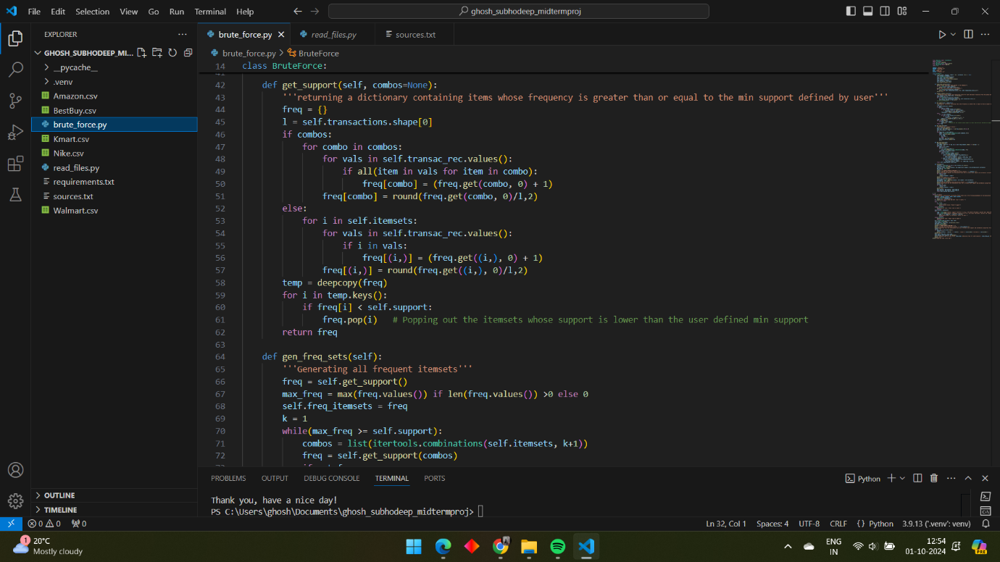 File Edit Selection View Go Run Terminal Help
ghosh_subhodeep_midtermproj
EXPLORER
GHOSH_SUBHODEEP_MI...
__pycache__
.venv
Amazon.csv
BestBuy.csv
brute_force.py
Kmart.csv
Nike.csv
read_files.py
requirements.txt
sources.txt
Walmart.csv
OUTLINE
TIMELINE
brute_force.py read_files.py sources.txt
brute_force.py > BruteForce
14 class BruteForce:
42 def get_support(self, combos=None):
43 '''returning a dictionary containing items whose frequency is greater than or equal to the min support defined by user'''
44 freq = {}
45 l = self.transactions.shape[0]
46 if combos:
47 for combo in combos:
48 for vals in self.transac_rec.values():
49 if all(item in vals for item in combo):
50 freq[combo] = (freq.get(combo, 0) + 1)
51 freq[combo] = round(freq.get(combo, 0)/l,2)
52 else:
53 for i in self.itemsets:
54 for vals in self.transac_rec.values():
55 if i in vals:
56 freq[(i,)] = (freq.get((i,), 0) + 1)
57 freq[(i,)] = round(freq.get((i,), 0)/l,2)
58 temp = deepcopy(freq)
59 for i in temp.keys():
60 if freq[i] < self.support:
61 freq.pop(i) # Popping out the itemsets whose support is lower than the user defined min support
62 return freq
63
64 def gen_freq_sets(self):
65 '''Generating all frequent itemsets'''
66 freq = self.get_support()
67 max_freq = max(freq.values()) if len(freq.values()) >0 else 0
68 self.freq_itemsets = freq
69 k = 1
70 while(max_freq >= self.support):
71 combos = list(itertools.combinations(self.itemsets, k+1))
72 freq = self.get_support(combos)
PROBLEMS OUTPUT DEBUG CONSOLE TERMINAL PORTS
Python
Thank you, have a nice day!
PS C:\Users\ghosh\Documents\ghosh_subhodeep_midtermproj>
0 0 0
Ln 32, Col 1 Spaces: 4 UTF-8 CRLF {} Python 3.9.13 ('.venv': venv)
1
20°C
Mostly cloudy
ENG
IN
12:54
01-10-2024
PRE